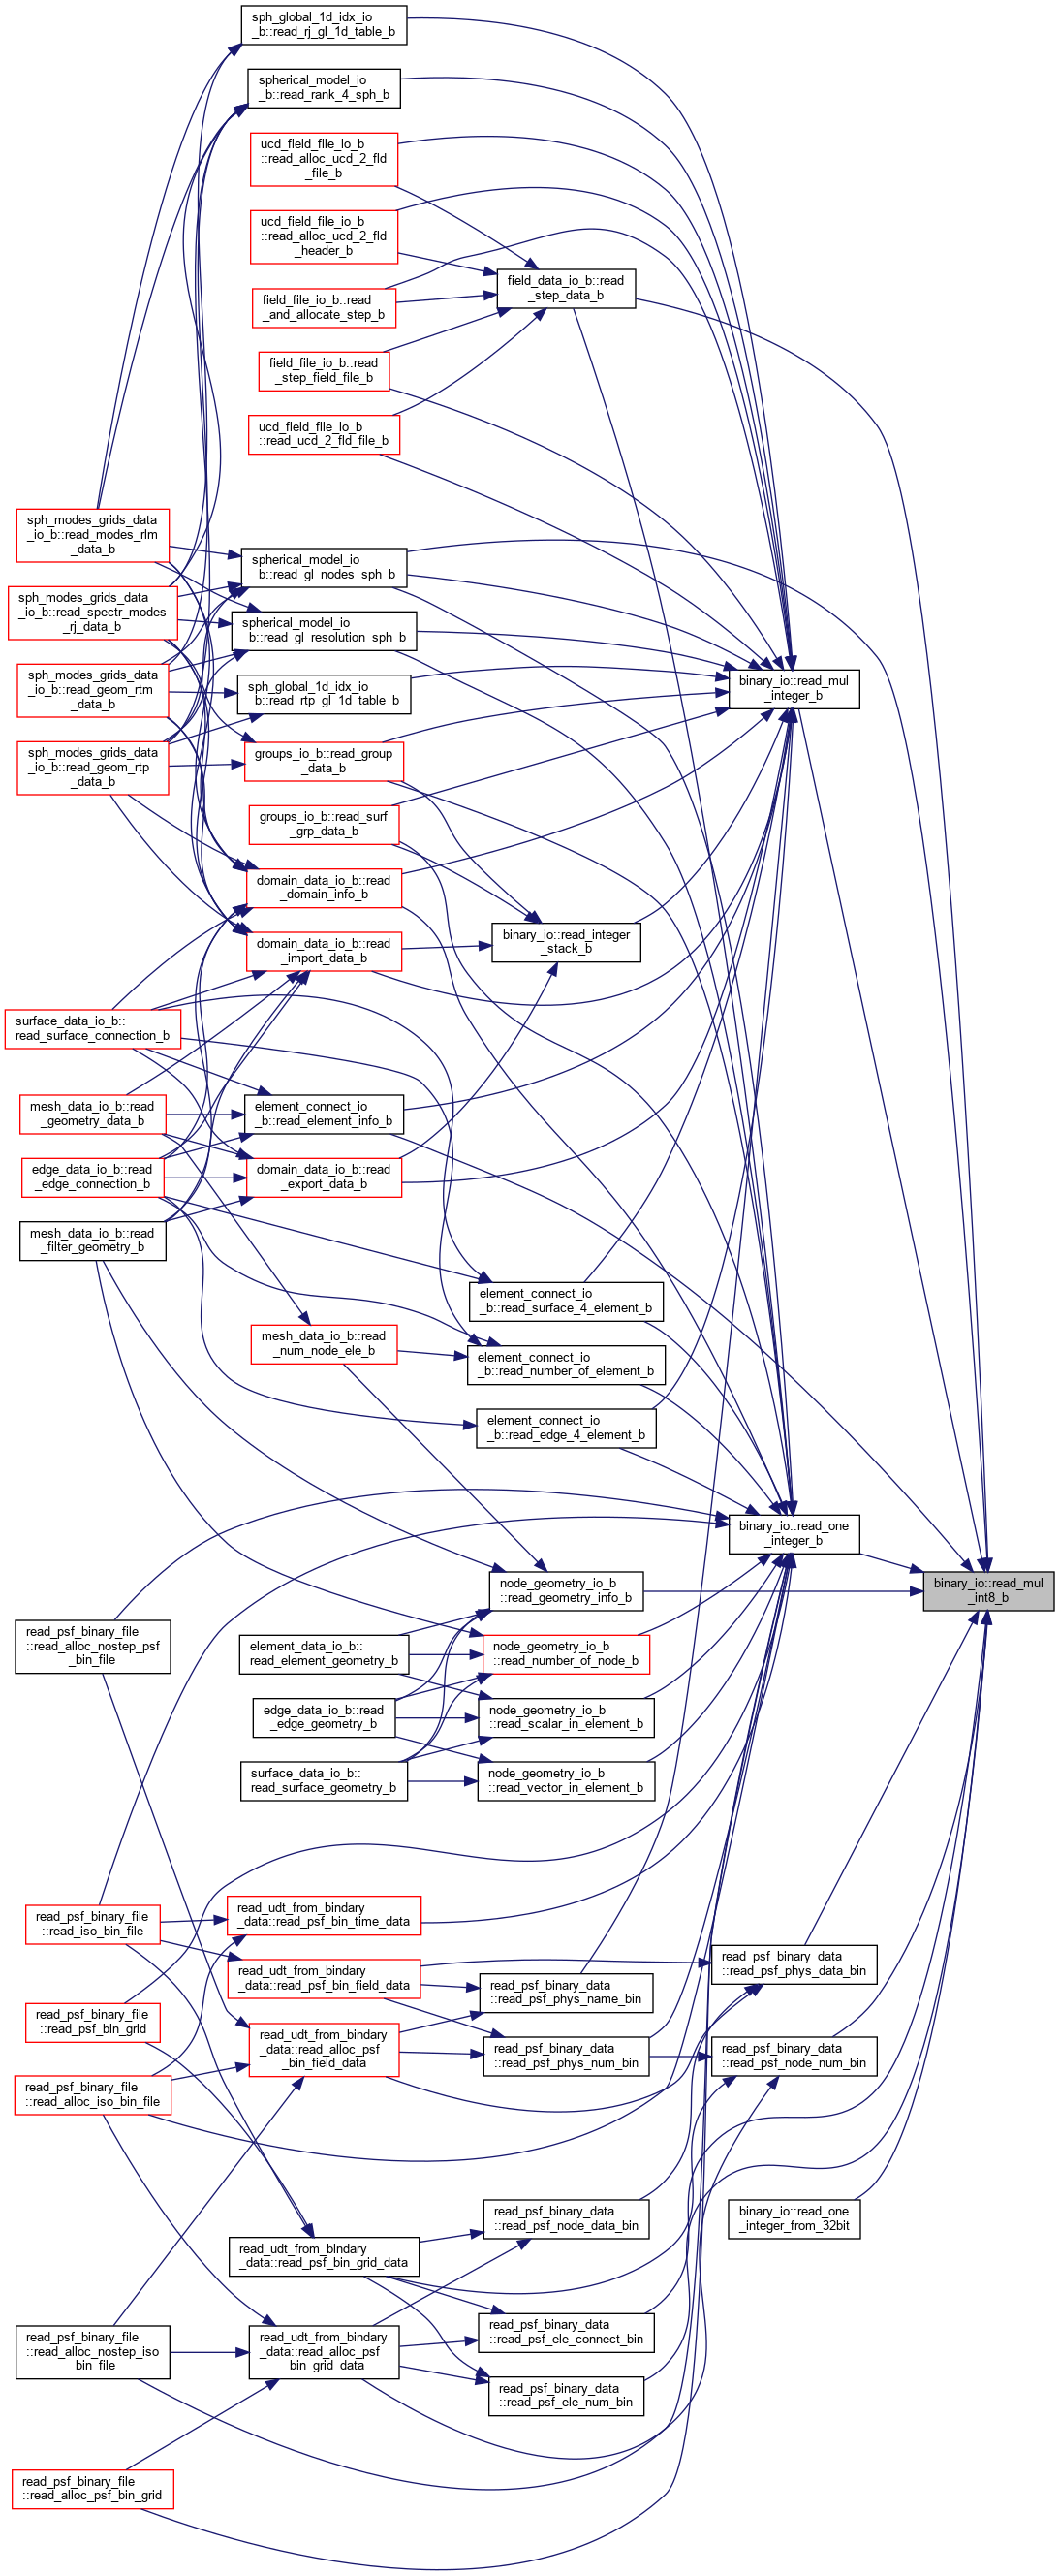 sph_global_1d_idx_io
_b::read_rj_gl_1d_table_b
spherical_model_io
_b::read_rank_4_sph_b
ucd_field_file_io_b
::read_alloc_ucd_2_fld
_file_b
ucd_field_file_io_b
::read_alloc_ucd_2_fld
_header_b
field_data_io_b::read
_step_data_b
field_file_io_b::read
_and_allocate_step_b
field_file_io_b::read
_step_field_file_b
ucd_field_file_io_b
::read_ucd_2_fld_file_b
sph_modes_grids_data
_io_b::read_modes_rlm
_data_b
spherical_model_io
_b::read_gl_nodes_sph_b
sph_modes_grids_data
_io_b::read_spectr_modes
_rj_data_b
spherical_model_io
_b::read_gl_resolution_sph_b
sph_modes_grids_data
_io_b::read_geom_rtm
_data_b
sph_global_1d_idx_io
_b::read_rtp_gl_1d_table_b
binary_io::read_mul
_integer_b
sph_modes_grids_data
_io_b::read_geom_rtp
_data_b
groups_io_b::read_group
_data_b
groups_io_b::read_surf
_grp_data_b
domain_data_io_b::read
_domain_info_b
binary_io::read_integer
_stack_b
domain_data_io_b::read
_import_data_b
surface_data_io_b::
read_surface_connection_b
mesh_data_io_b::read
_geometry_data_b
element_connect_io
_b::read_element_info_b
edge_data_io_b::read
_edge_connection_b
domain_data_io_b::read
_export_data_b
mesh_data_io_b::read
_filter_geometry_b
element_connect_io
_b::read_surface_4_element_b
mesh_data_io_b::read
_num_node_ele_b
element_connect_io
_b::read_number_of_element_b
element_connect_io
_b::read_edge_4_element_b
binary_io::read_one
_integer_b
binary_io::read_mul
_int8_b
node_geometry_io_b
::read_geometry_info_b
read_psf_binary_file
::read_alloc_nostep_psf
_bin_file
element_data_io_b::
read_element_geometry_b
node_geometry_io_b
::read_number_of_node_b
edge_data_io_b::read
_edge_geometry_b
node_geometry_io_b
::read_scalar_in_element_b
surface_data_io_b::
read_surface_geometry_b
node_geometry_io_b
::read_vector_in_element_b
read_psf_binary_file
::read_iso_bin_file
read_udt_from_bindary
_data::read_psf_bin_time_data
read_udt_from_bindary
_data::read_psf_bin_field_data
read_psf_binary_data
::read_psf_phys_data_bin
read_psf_binary_data
::read_psf_phys_name_bin
read_psf_binary_file
::read_psf_bin_grid
read_udt_from_bindary
_data::read_alloc_psf
_bin_field_data
read_psf_binary_data
::read_psf_phys_num_bin
read_psf_binary_data
::read_psf_node_num_bin
read_psf_binary_file
::read_alloc_iso_bin_file
read_psf_binary_data
::read_psf_node_data_bin
binary_io::read_one
_integer_from_32bit
read_udt_from_bindary
_data::read_psf_bin_grid_data
read_psf_binary_data
::read_psf_ele_connect_bin
read_psf_binary_file
::read_alloc_nostep_iso
_bin_file
read_udt_from_bindary
_data::read_alloc_psf
_bin_grid_data
read_psf_binary_data
::read_psf_ele_num_bin
read_psf_binary_file
::read_alloc_psf_bin_grid